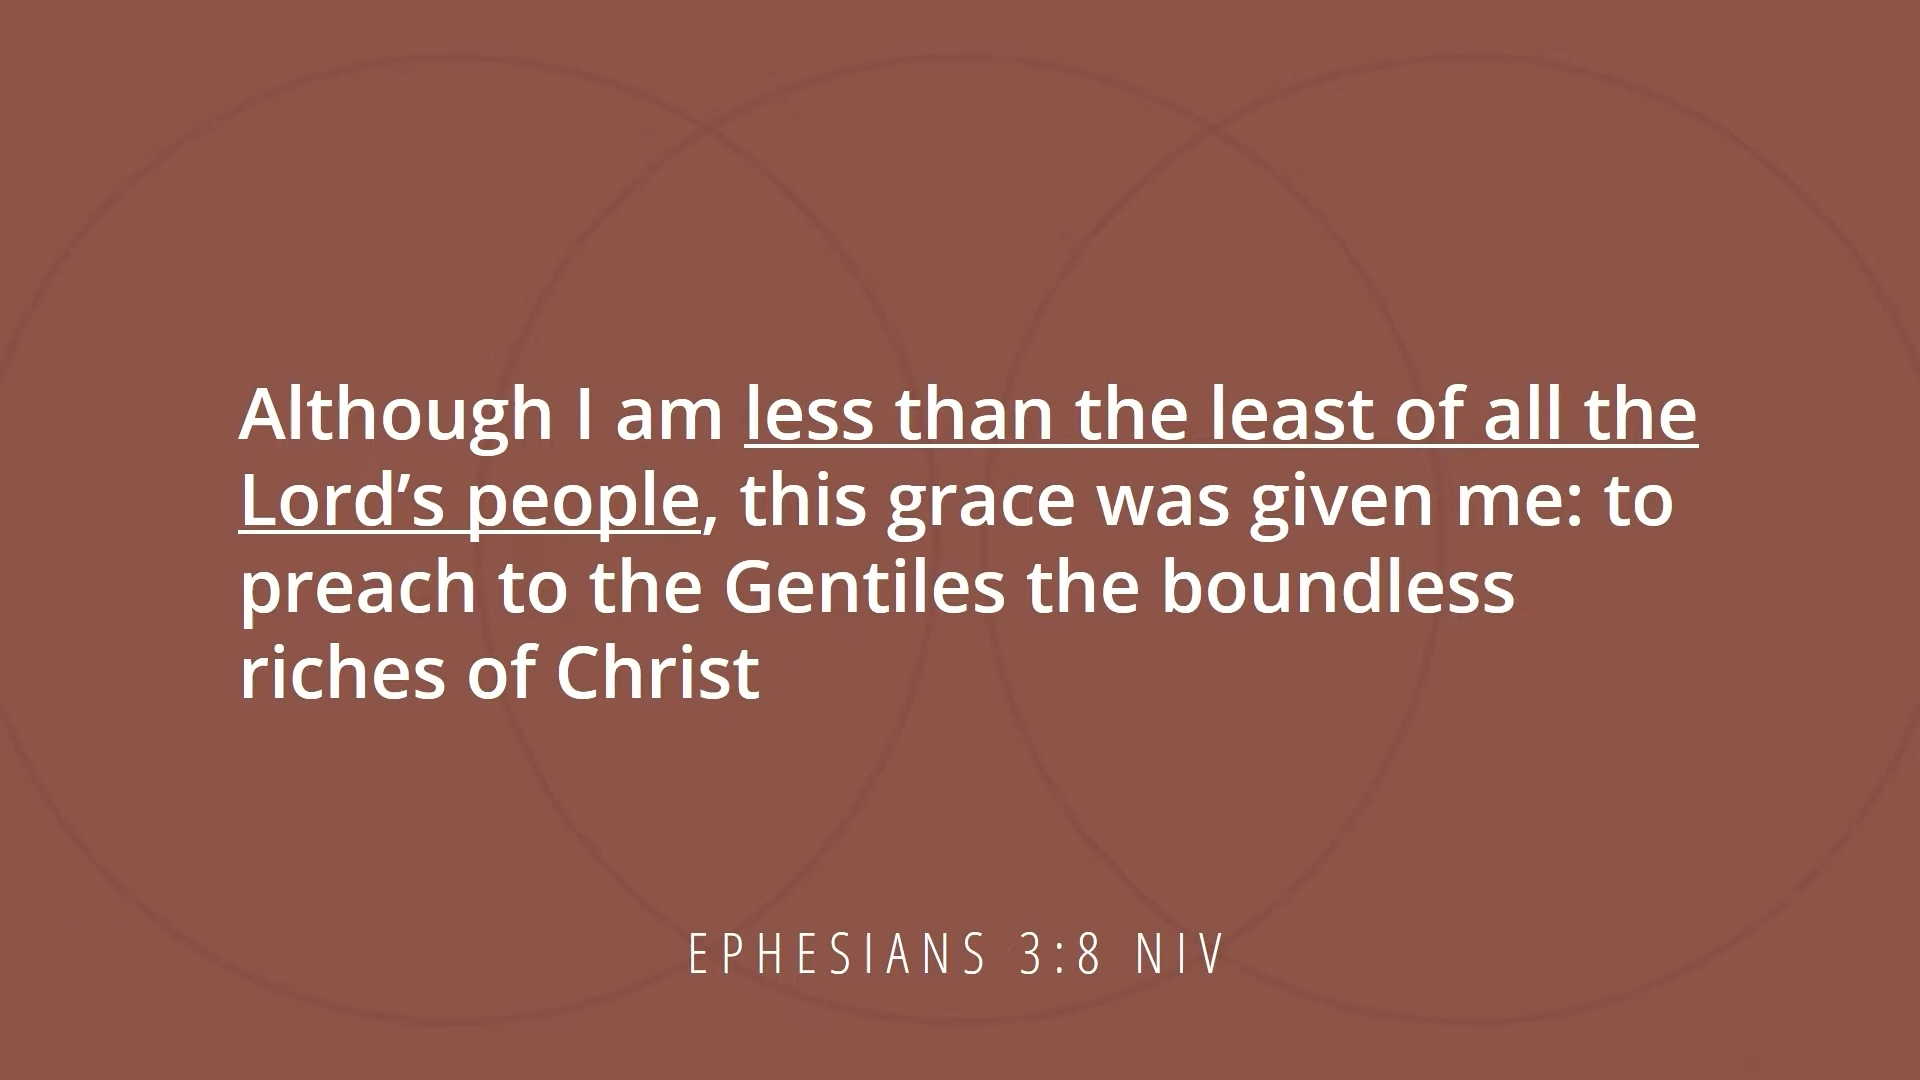 Although I am less than the least of all the
Lord’s people, this grace was given me: to
preach to the Gentiles the boundless
riches of Christ
EPHESIANS 3:8 NIV